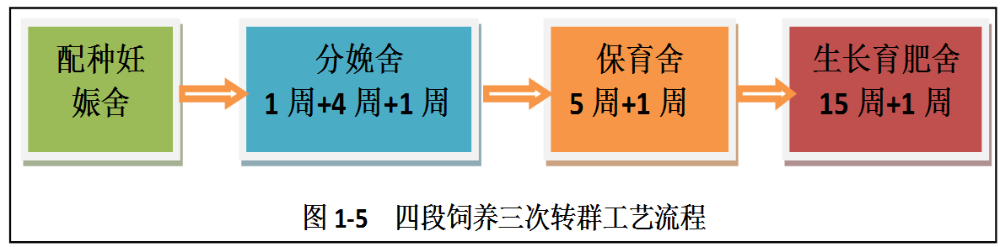 配种妊
娠舍
分娩舍
1 周+4 周+1 周
保育舍
5 周+1 周
生长育肥舍
15 周+1 周
图 1-5 四段饲养三次转群工艺流程